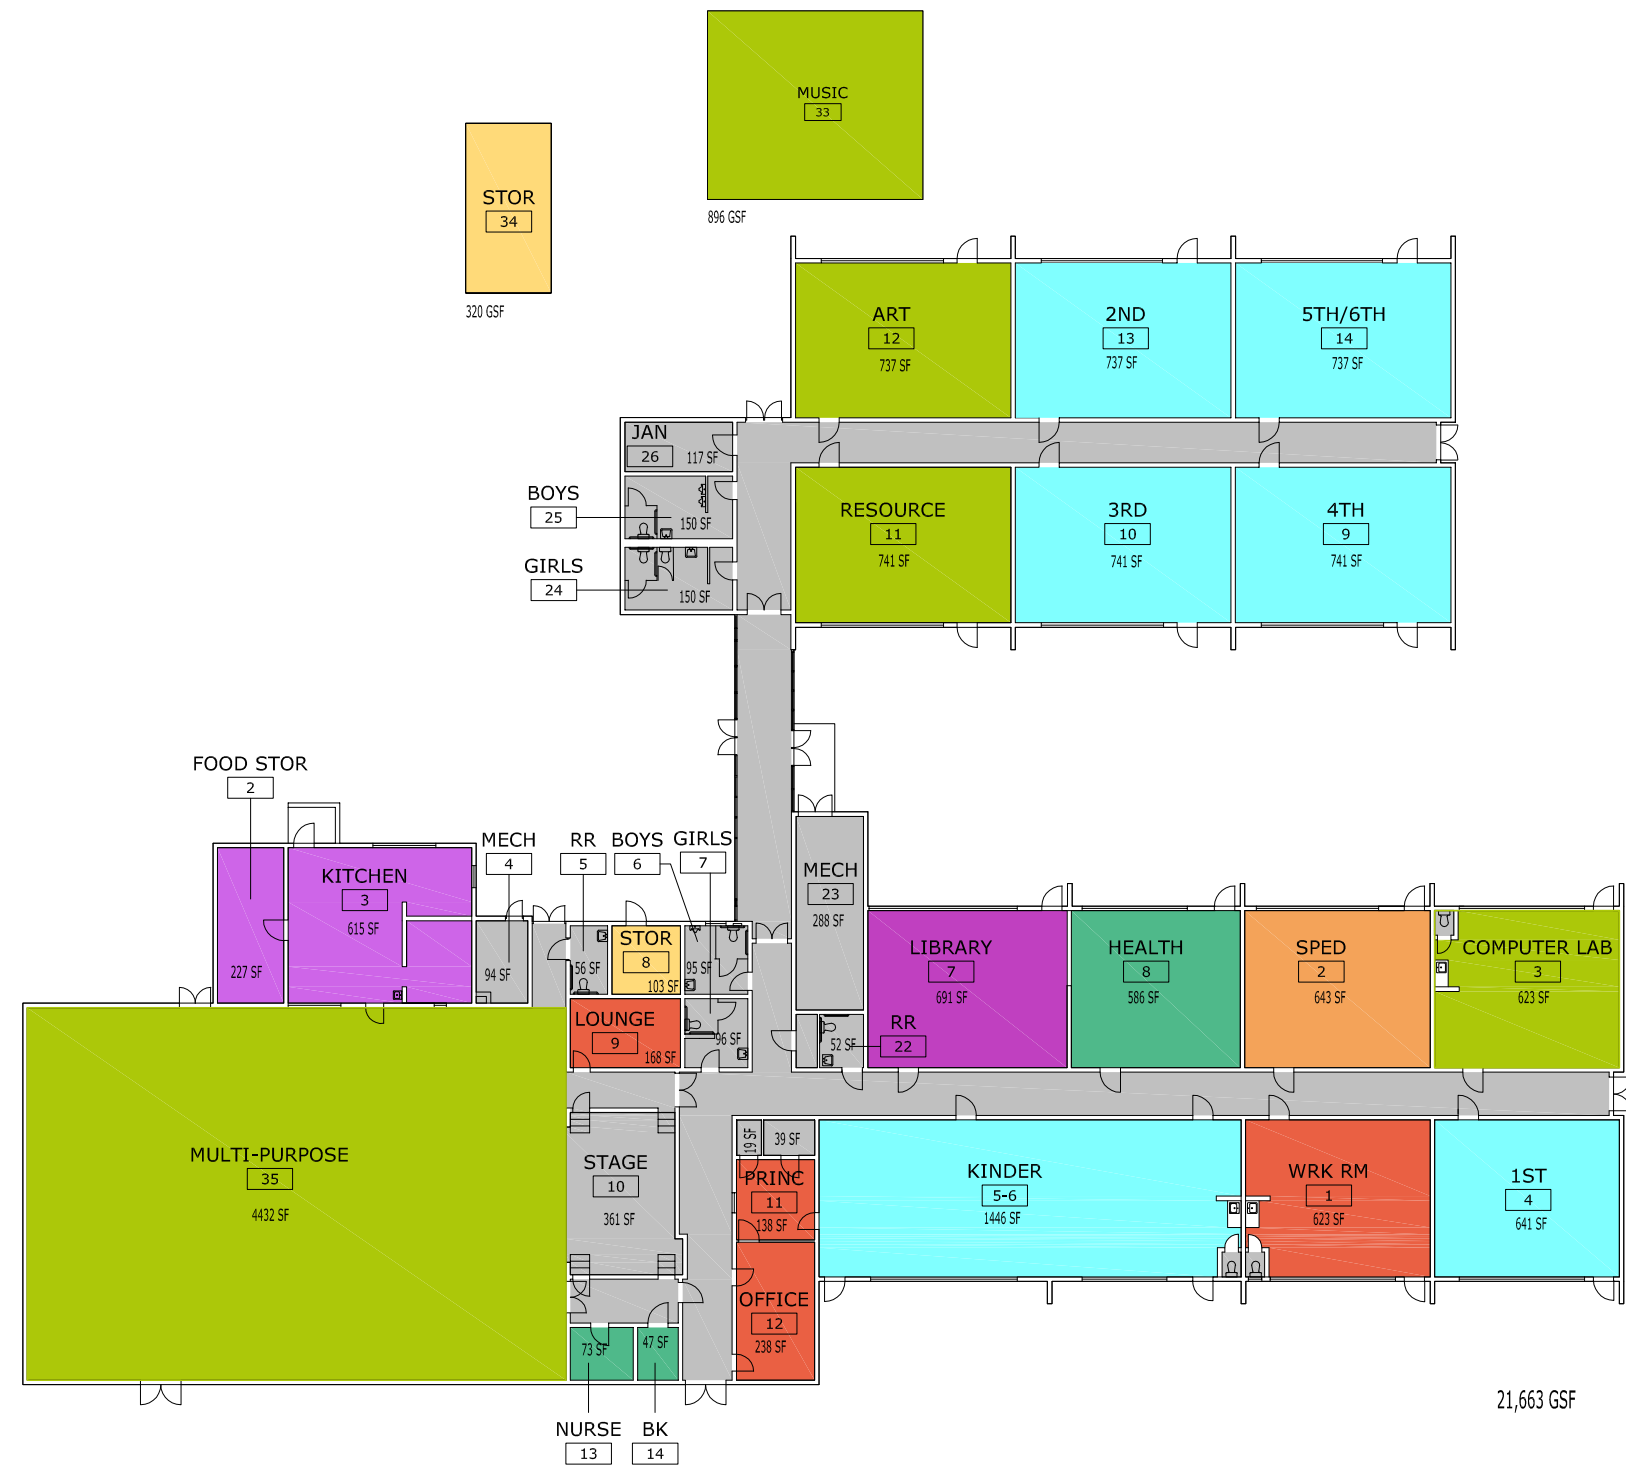 MUSIC
33
896 GSF
STOR
34
320 GSF
ART
12
737 SF
2ND
13
737 SF
5TH/6TH
14
737 SF
JAN
26
117 SF
BOYS
25
150 SF
GIRLS
24
150 SF
RESOURCE
11
741 SF
3RD
10
741 SF
4TH
9
741 SF
FOOD STOR
2
227 SF
KITCHEN
3
615 SF
MECH
4
94 SF
RR
5
56 SF
BOYS
6
95 SF
GIRLS
7
96 SF
STOR
8
103 SF
LOUNGE
9
168 SF
MECH
23
288 SF
RR
22
52 SF
LIBRARY
7
691 SF
HEALTH
8
586 SF
SPED
2
643 SF
COMPUTER LAB
3
623 SF
MULTI-PURPOSE
35
4432 SF
STAGE
10
361 SF
19 SF
39 SF
PRINC
11
138 SF
OFFICE
12
238 SF
KINDER
5-6
1446 SF
WRK RM
1
623 SF
1ST
4
641 SF
73 SF
47 SF
NURSE
13
BK
14
21,663 GSF